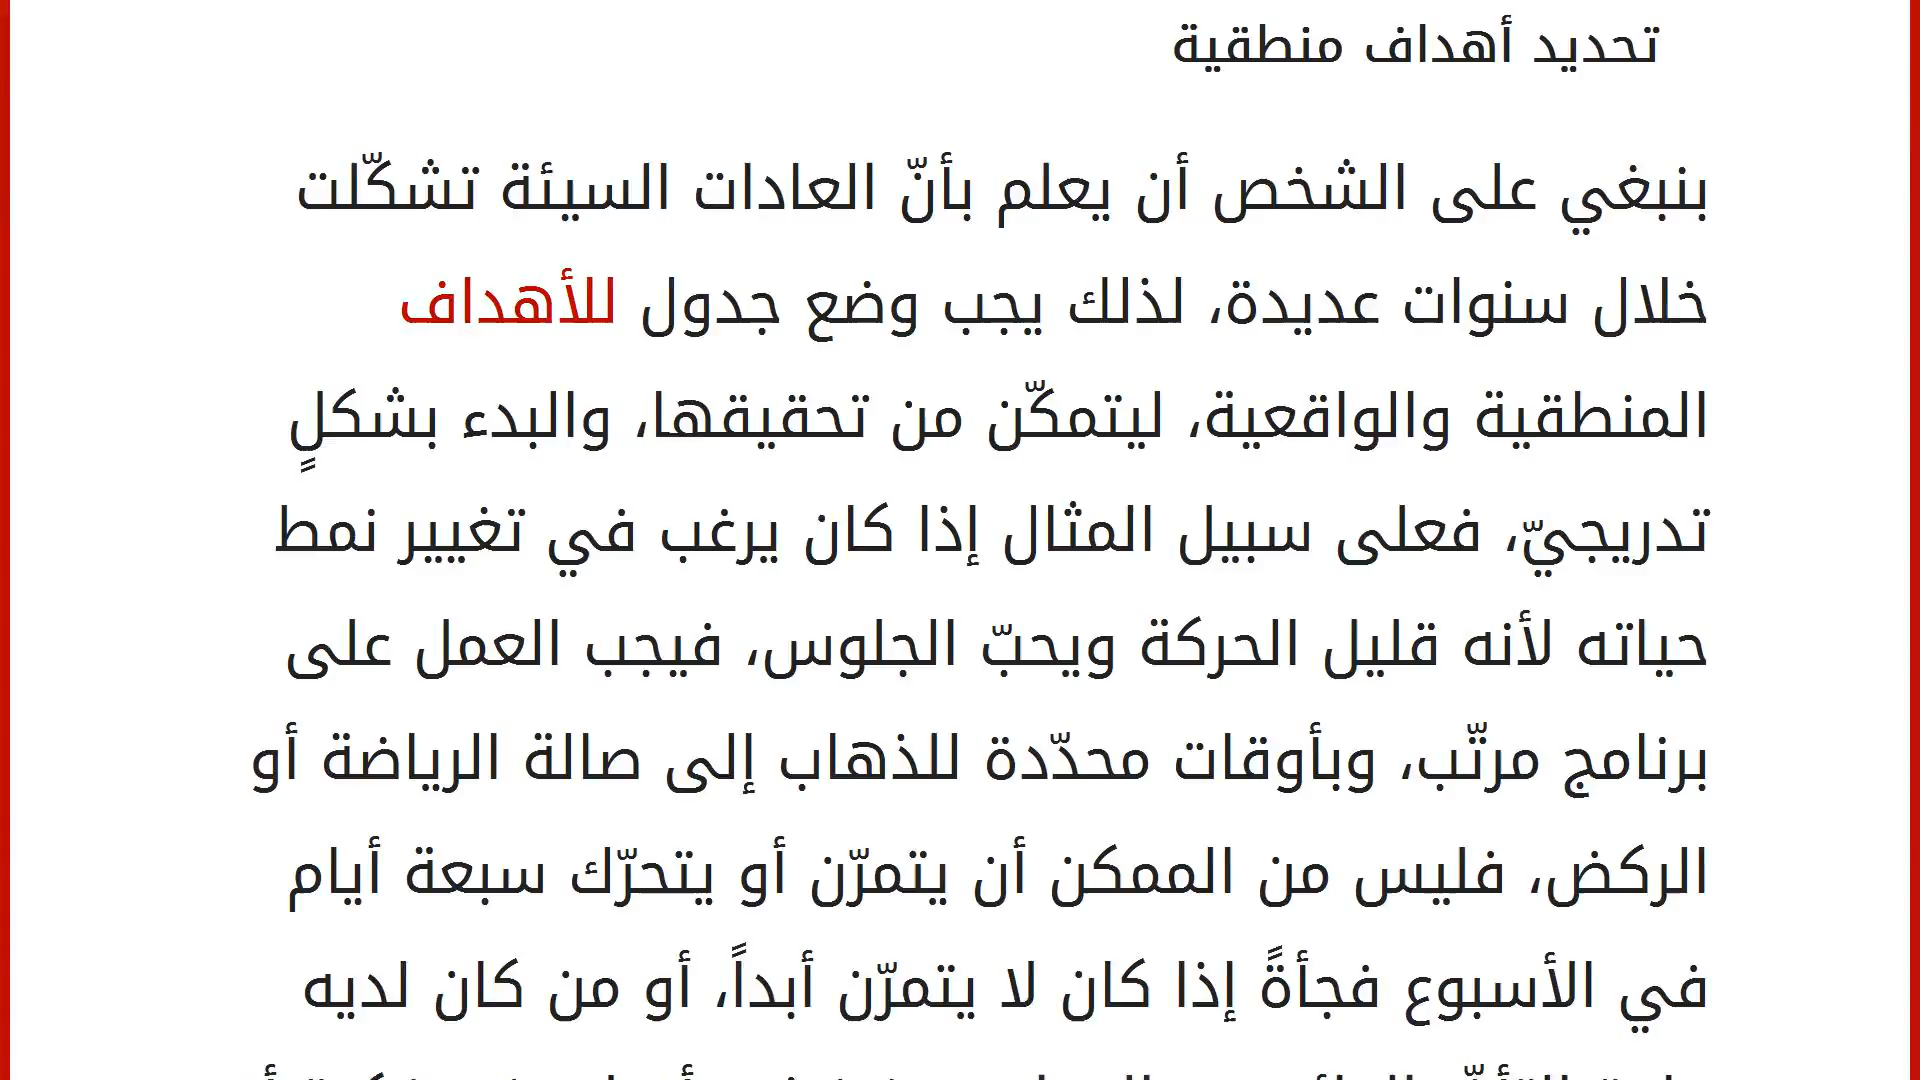 تحديد أهداف منطقية
بنبغي على الشخص أن يعلم بأنّ العادات السيئة تشكّلت
خلال سنوات عديدة، لذلك يجب وضع جدول للأهداف
المنطقية والواقعية، ليتمكّن من تحقيقها، والبدء بشكلٍ
تدريجيّ، فعلى سبيل المثال إذا كان يرغب في تغيير نمط
حياته لأنه قليل الحركة ويحبّ الجلوس، فيجب العمل على
برنامج مرتّب، وبأوقات محدّدة للذهاب إلى صالة الرياضة أو
الركض، فليس من الممكن أن يتمرّن أو يتحرّك سبعة أيام
في الأسبوع فجأةً إذا كان لا يتمرّن أبداً، أو من كان لديه